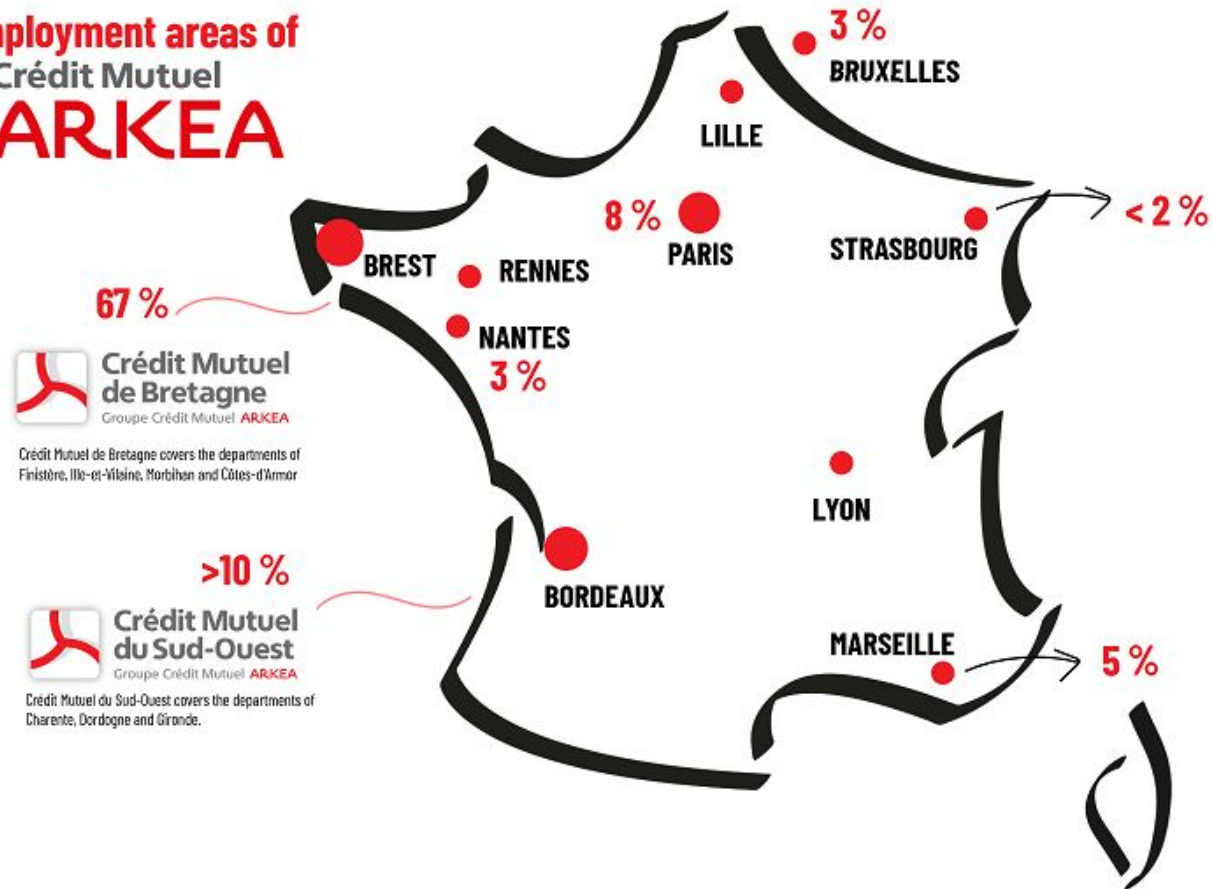 employment areas of
Crédit Mutuel
ARKEA
3 %
BRUXELLES
LILLE
8 %
PARIS
STRASBOURG
< 2 %
BREST
RENNES
NANTES
3 %
67 %
Crédit Mutuel
de Bretagne
Groupe Crédit Mutuel ARKEA
Crédit Mutuel de Bretagne covers the departments of
Finistère, Ille-et-Vilaine, Morbihan and Côtes-d'Armor
LYON
>10 %
BORDEAUX
Crédit Mutuel
du Sud-Ouest
Groupe Crédit Mutuel ARKEA
Crédit Mutuel du Sud-Ouest covers the departments of
Charente, Dordogne and Gironde.
MARSEILLE
5 %